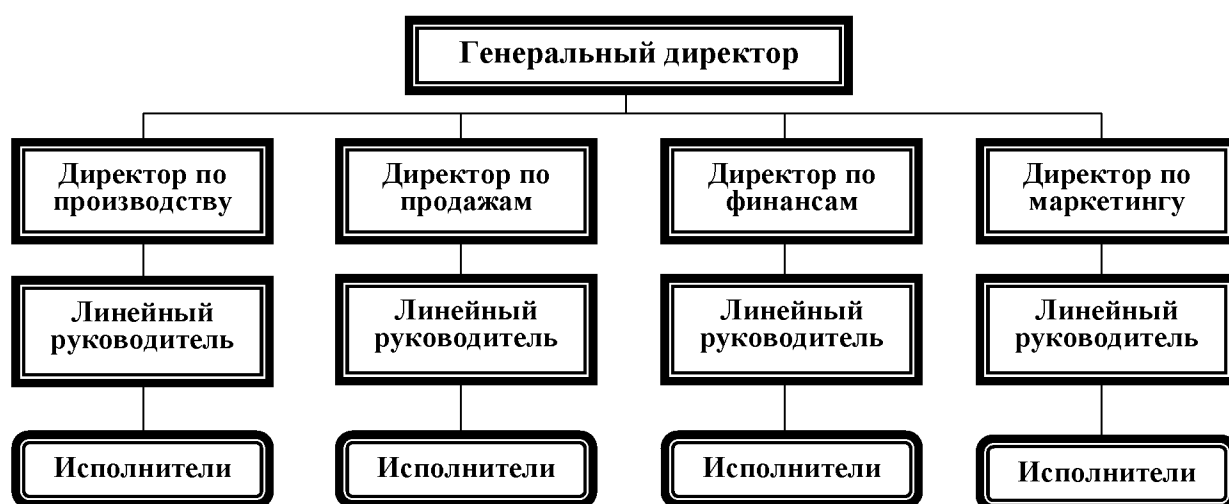 Генеральный директор
Директор по
производству
Директор по
продажам
Директор по
финансам
Директор по
маркетингу
Линейный
руководитель
Линейный
руководитель
Линейный
руководитель
Линейный
руководитель
Исполнители
Исполнители
Исполнители
Исполнители